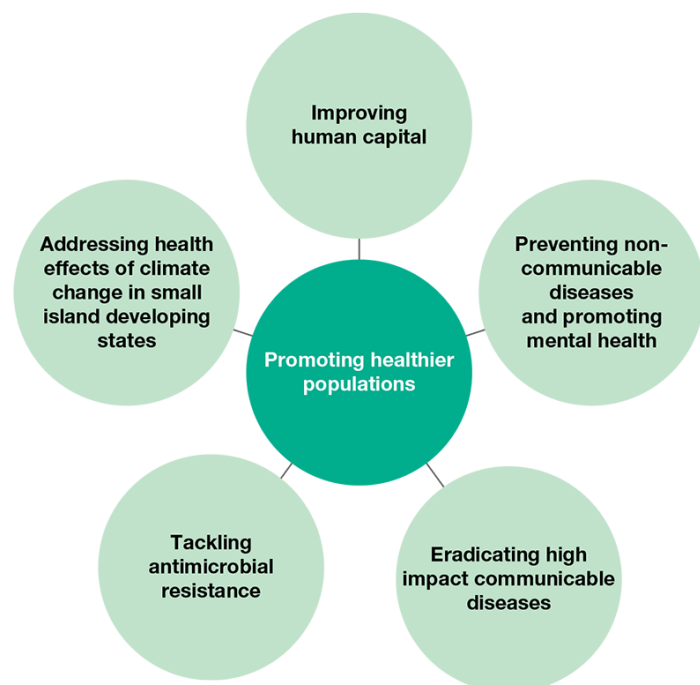 Improving
human capital
Addressing health
effects of climate
change in small
island developing
states
Preventing non-
communicable
diseases
and promoting
mental health
Promoting healthier
populations
Tackling
antimicrobial
resistance
Eradicating high
impact communicable
diseases